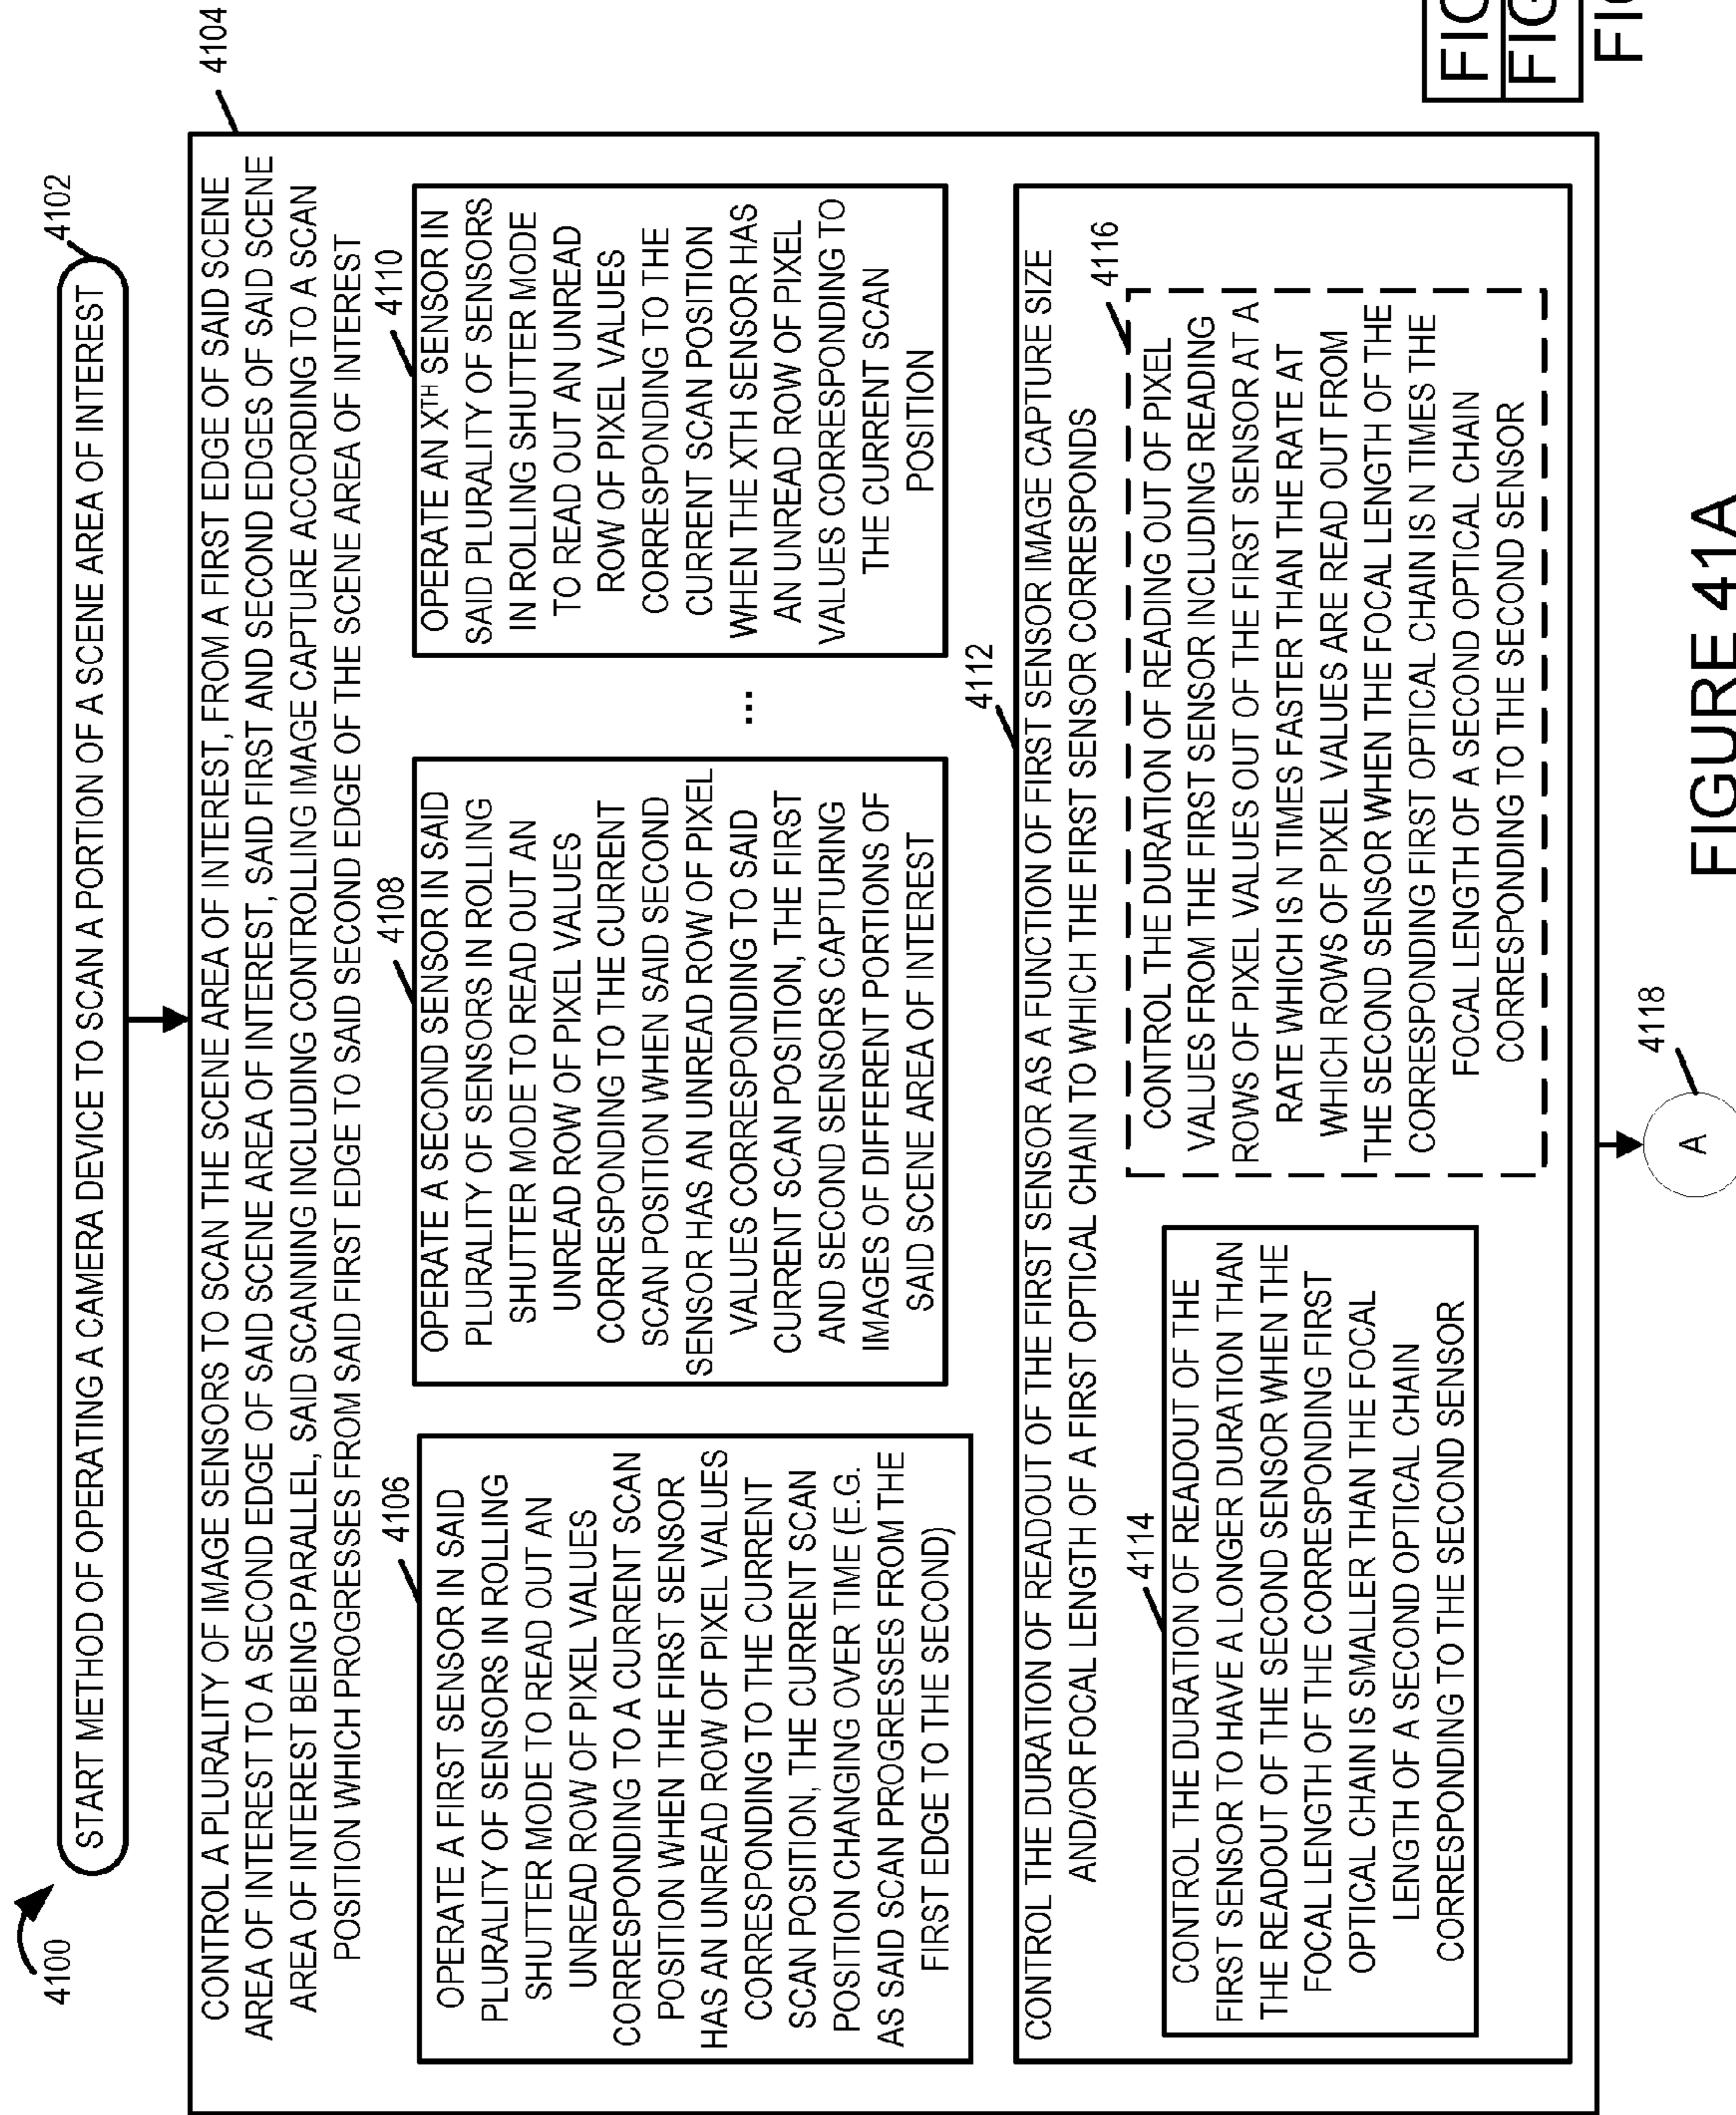 4100
START METHOD OF OPERATING A CAMERA DEVICE TO SCAN A PORTION OF A SCENE AREA OF INTEREST
4102
4104
CONTROL A PLURALITY OF IMAGE SENSORS TO SCAN THE SCENE AREA OF INTEREST, FROM A FIRST EDGE OF SAID SCENE
AREA OF INTEREST TO A SECOND EDGE OF SAID SCENE AREA OF INTEREST, SAID FIRST AND SECOND EDGES OF SAID SCENE
AREA OF INTEREST BEING PARALLEL, SAID SCANNING INCLUDING CONTROLLING IMAGE CAPTURE ACCORDING TO A SCAN
POSITION WHICH PROGRESSES FROM SAID FIRST EDGE TO SAID SECOND EDGE OF THE SCENE AREA OF INTEREST
4106
OPERATE A FIRST SENSOR IN SAID
PLURALITY OF SENSORS IN ROLLING
SHUTTER MODE TO READ OUT AN
UNREAD ROW OF PIXEL VALUES
CORRESPONDING TO A CURRENT SCAN
POSITION WHEN THE FIRST SENSOR
HAS AN UNREAD ROW OF PIXEL VALUES
CORRESPONDING TO THE CURRENT
SCAN POSITION, THE CURRENT SCAN
POSITION CHANGING OVER TIME (E.G.
AS SAID SCAN PROGRESSES FROM THE
FIRST EDGE TO THE SECOND)
4108
OPERATE A SECOND SENSOR IN SAID
PLURALITY OF SENSORS IN ROLLING
SHUTTER MODE TO READ OUT AN
UNREAD ROW OF PIXEL VALUES
CORRESPONDING TO THE CURRENT
SCAN POSITION WHEN SAID SECOND
SENSOR HAS AN UNREAD ROW OF PIXEL
VALUES CORRESPONDING TO SAID
CURRENT SCAN POSITION, THE FIRST
AND SECOND SENSORS CAPTURING
IMAGES OF DIFFERENT PORTIONS OF
SAID SCENE AREA OF INTEREST
...
4110
OPERATE AN XTH SENSOR IN
SAID PLURALITY OF SENSORS
IN ROLLING SHUTTER MODE
TO READ OUT AN UNREAD
ROW OF PIXEL VALUES
CORRESPONDING TO THE
CURRENT SCAN POSITION
WHEN THE XTH SENSOR HAS
AN UNREAD ROW OF PIXEL
VALUES CORRESPONDING TO
THE CURRENT SCAN
POSITION
4112
CONTROL THE DURATION OF READOUT OF THE FIRST SENSOR AS A FUNCTION OF FIRST SENSOR IMAGE CAPTURE SIZE
AND/OR FOCAL LENGTH OF A FIRST OPTICAL CHAIN TO WHICH THE FIRST SENSOR CORRESPONDS
4114
CONTROL THE DURATION OF READOUT OF THE
FIRST SENSOR TO HAVE A LONGER DURATION THAN
THE READOUT OF THE SECOND SENSOR WHEN THE
FOCAL LENGTH OF THE CORRESPONDING FIRST
OPTICAL CHAIN IS SMALLER THAN THE FOCAL
LENGTH OF A SECOND OPTICAL CHAIN
CORRESPONDING TO THE SECOND SENSOR
4116
CONTROL THE DURATION OF READING OUT OF PIXEL
VALUES FROM THE FIRST SENSOR INCLUDING READING
ROWS OF PIXEL VALUES OUT OF THE FIRST SENSOR AT A
RATE WHICH IS N TIMES FASTER THAN THE RATE AT
WHICH ROWS OF PIXEL VALUES ARE READ OUT FROM
THE SECOND SENSOR WHEN THE FOCAL LENGTH OF THE
CORRESPONDING FIRST OPTICAL CHAIN IS N TIMES THE
FOCAL LENGTH OF A SECOND OPTICAL CHAIN
CORRESPONDING TO THE SECOND SENSOR
A
4118
FIGURE 41A